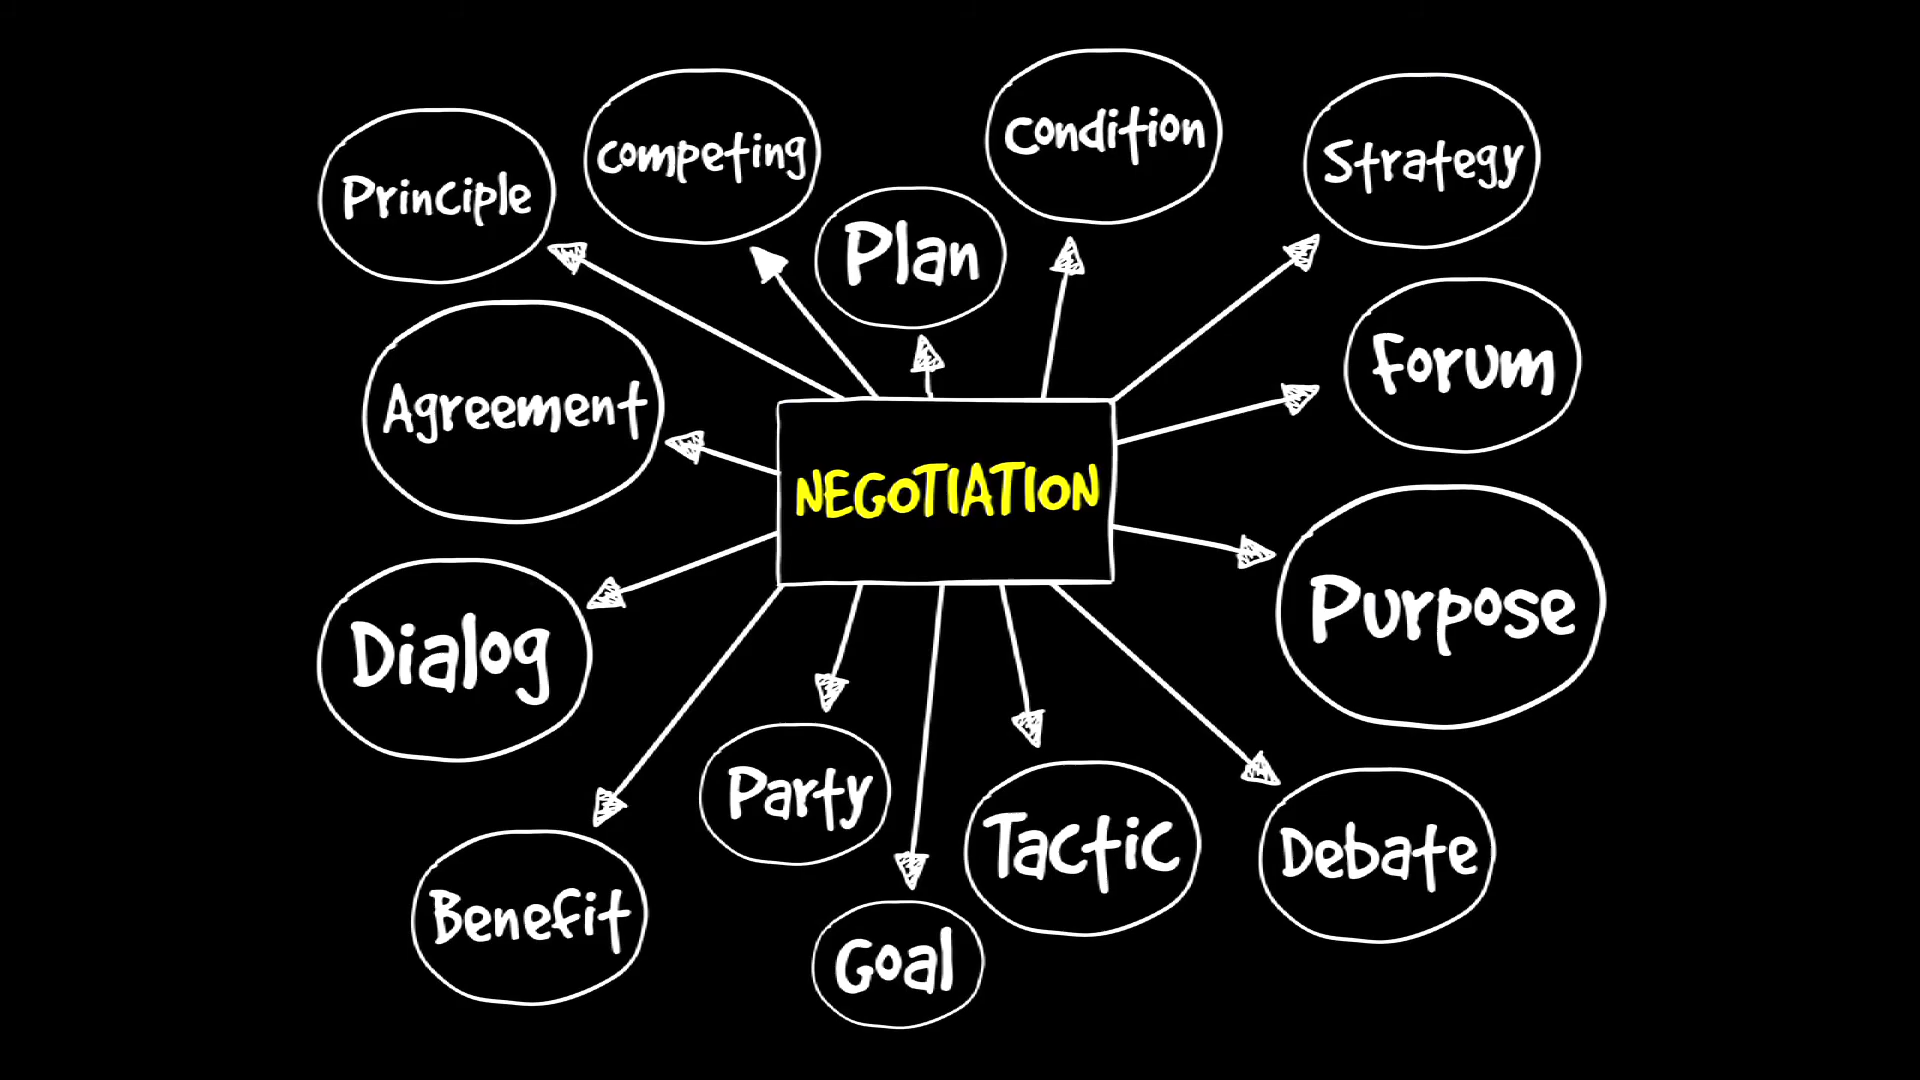 Principle
Competing
Plan
Condition
Strategy
Agreement
Forum
NEGOTIATION
Dialog
Purpose
Benefit
Party
Goal
Tactic
Debate